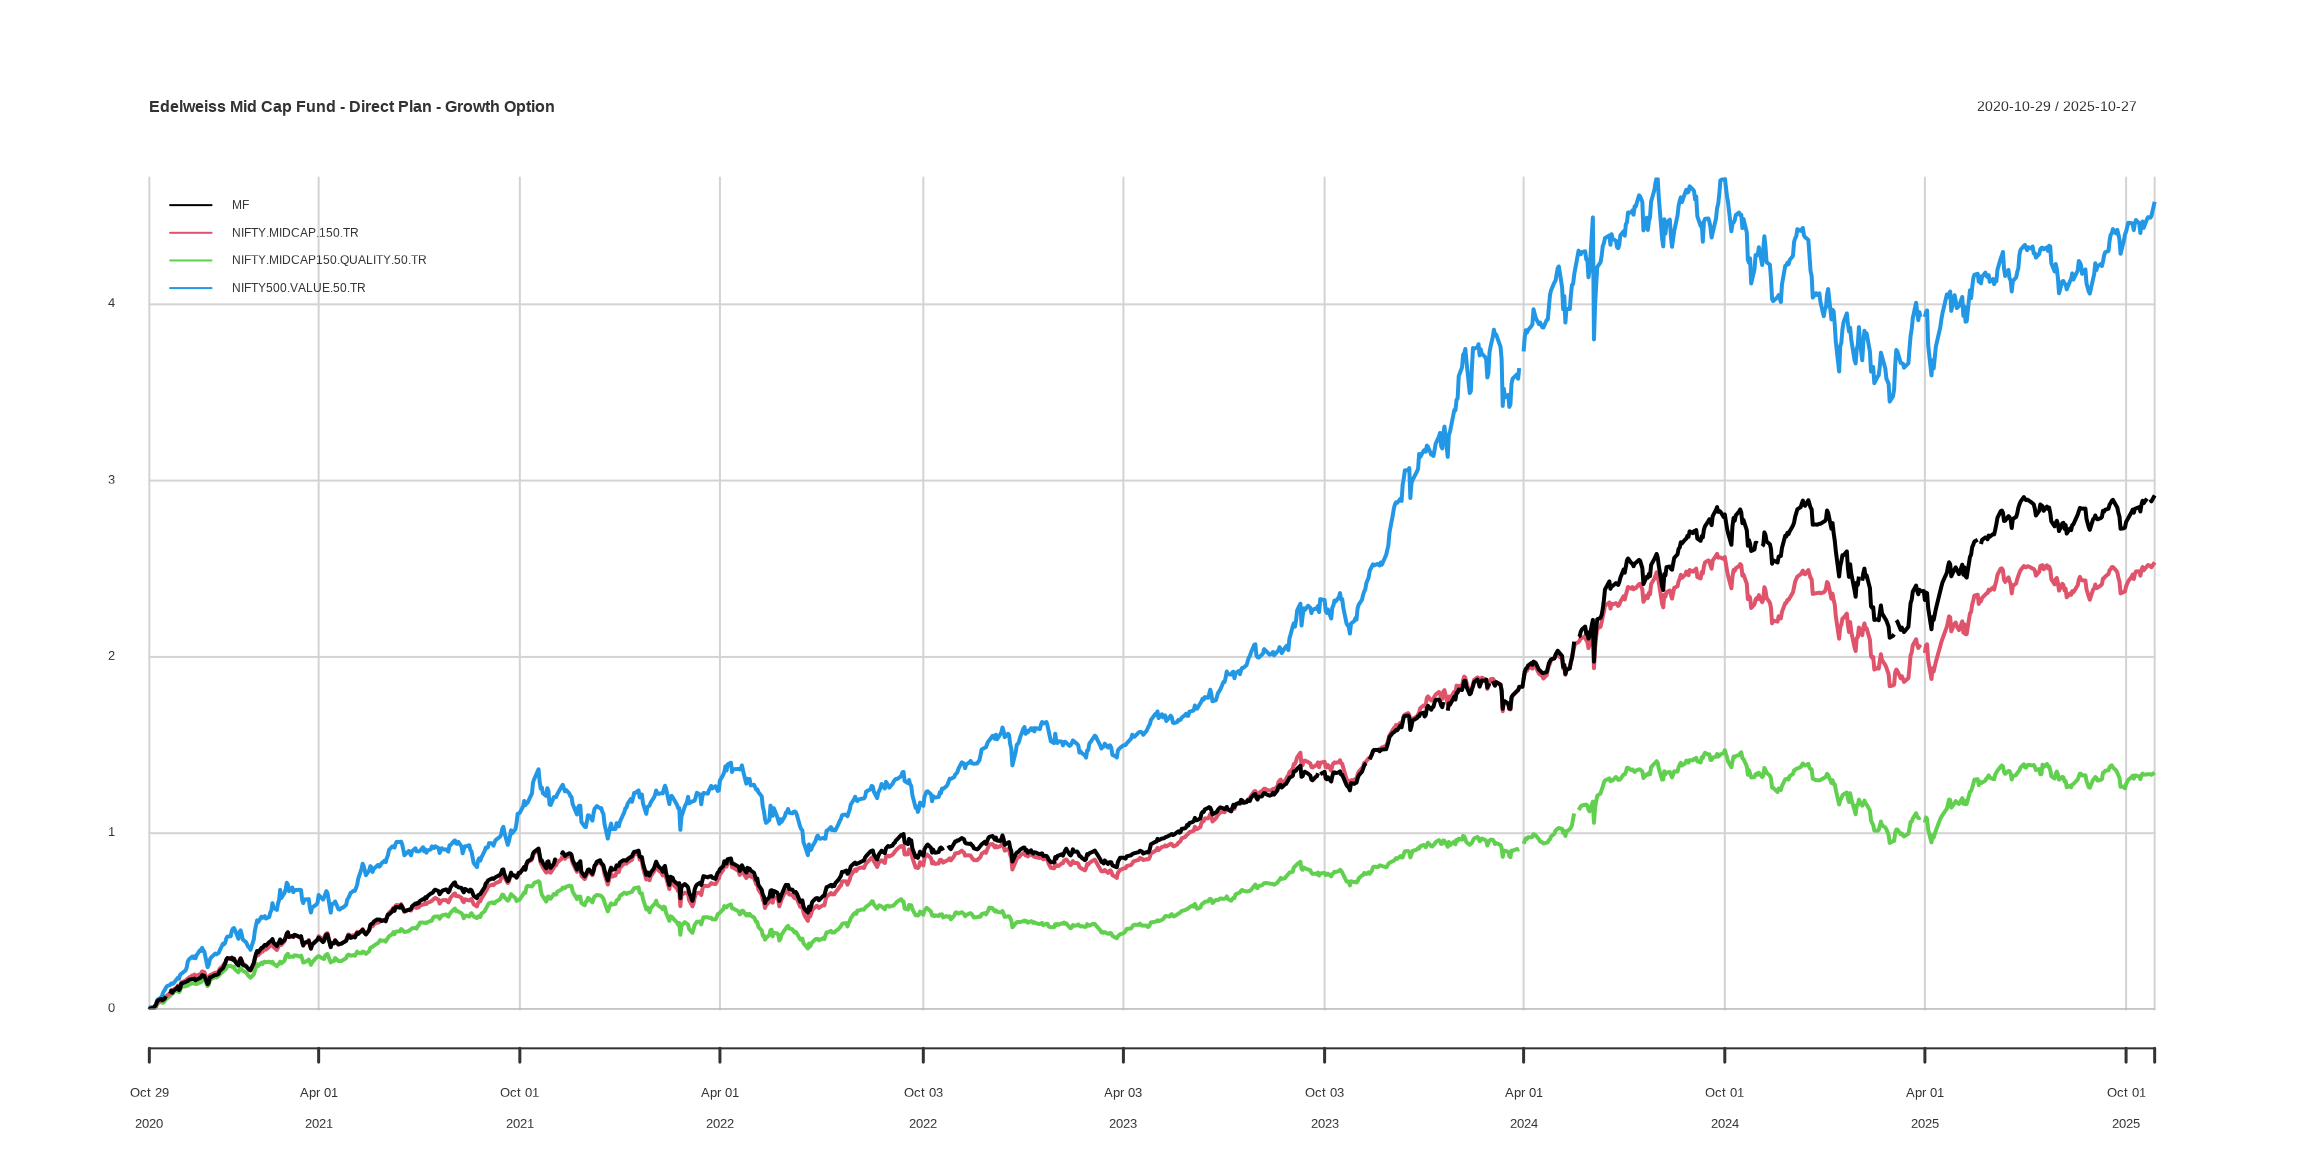 Edelweiss Mid Cap Fund - Direct Plan - Growth Option
2020-10-29 / 2025-10-27
MF
NIFTY.MIDCAP.150.TR
NIFTY.MIDCAP150.QUALITY.50.TR
NIFTY500.VALUE.50.TR
4
3
2
1
0
Oct 29 Apr 01 Oct 01 Apr 01 Oct 03 Apr 03 Oct 03 Apr 01 Oct 01 Apr 01 Oct 01
2020 2021 2021 2022 2022 2023 2023 2024 2024 2025 2025